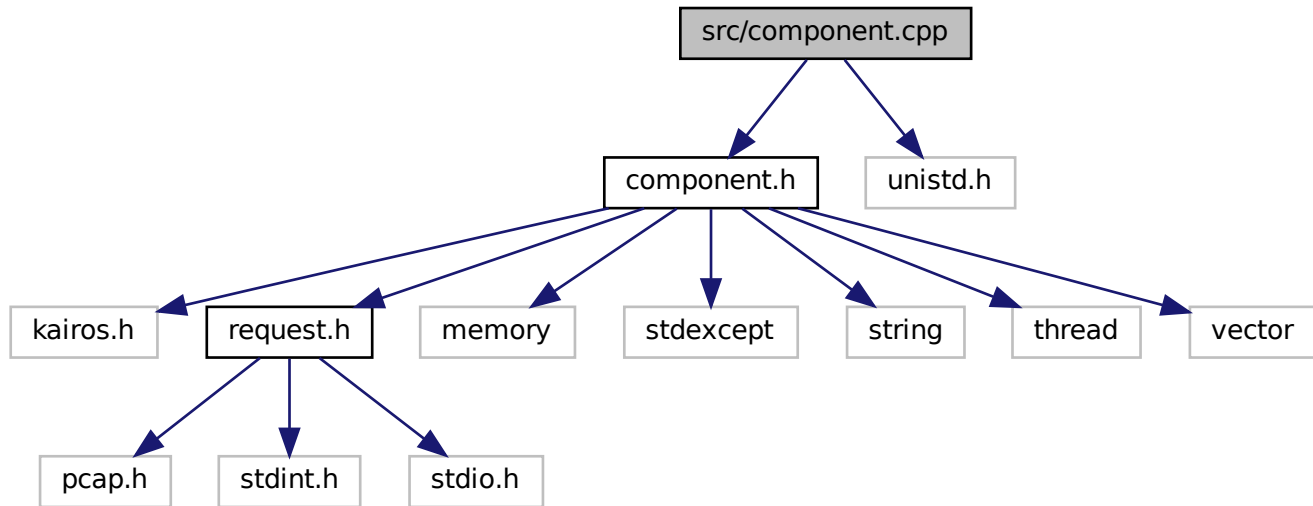 src/component.cpp
component.h
unistd.h
kairos.h
request.h
memory
stdexcept
string
thread
vector
pcap.h
stdint.h
stdio.h